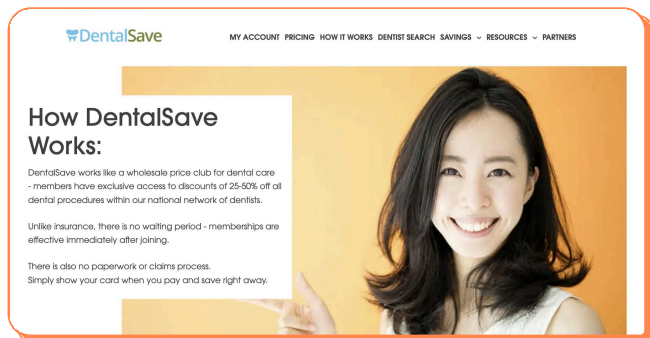 DentalSave
MY ACCOUNT PRICING HOW IT WORKS DENTIST SEARCH SAVINGS RESOURCES PARTNERS
How DentalSave
Works:
DentalSave works like a wholesale price club for dental care
- members have exclusive access to discounts of 25-50% off all
dental procedures within our national network of dentists.
Unlike insurance, there is no waiting period - memberships are
effective immediately after joining.
There is also no paperwork or claims process.
Simply show your card when you pay and save right away.